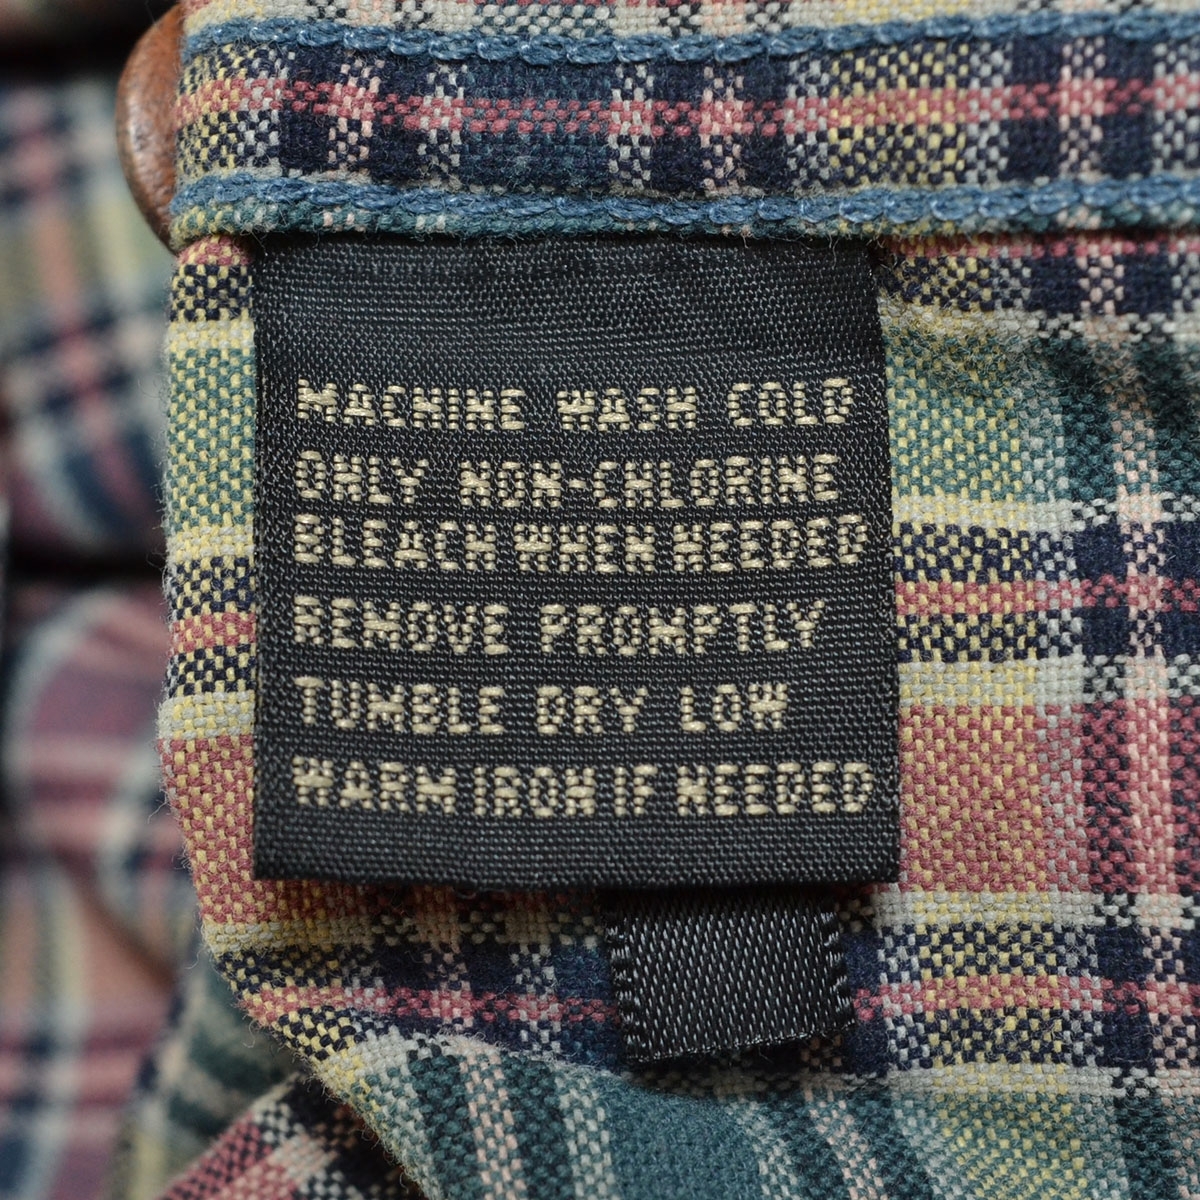 MACHINE WASH COLD
ONLY NON-CHLORINE
BLEACH WHEN NEEDED
REMOVE PROMPTLY
TUMBLE DRY LOW
WARM IRON IF NEEDED